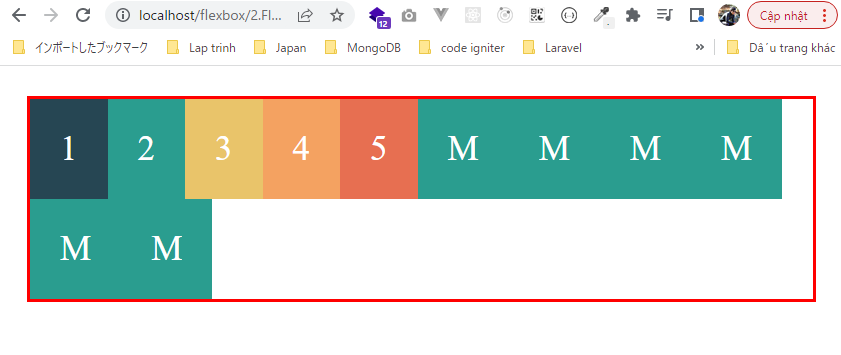 localhost/flexbox/2.Fl...
12
Cập nhật
インポートしたブックマーク Lap trinh Japan MongoDB code igniter Laravel » Dấu trang khác
1 2 3 4 5 M M M M
M M